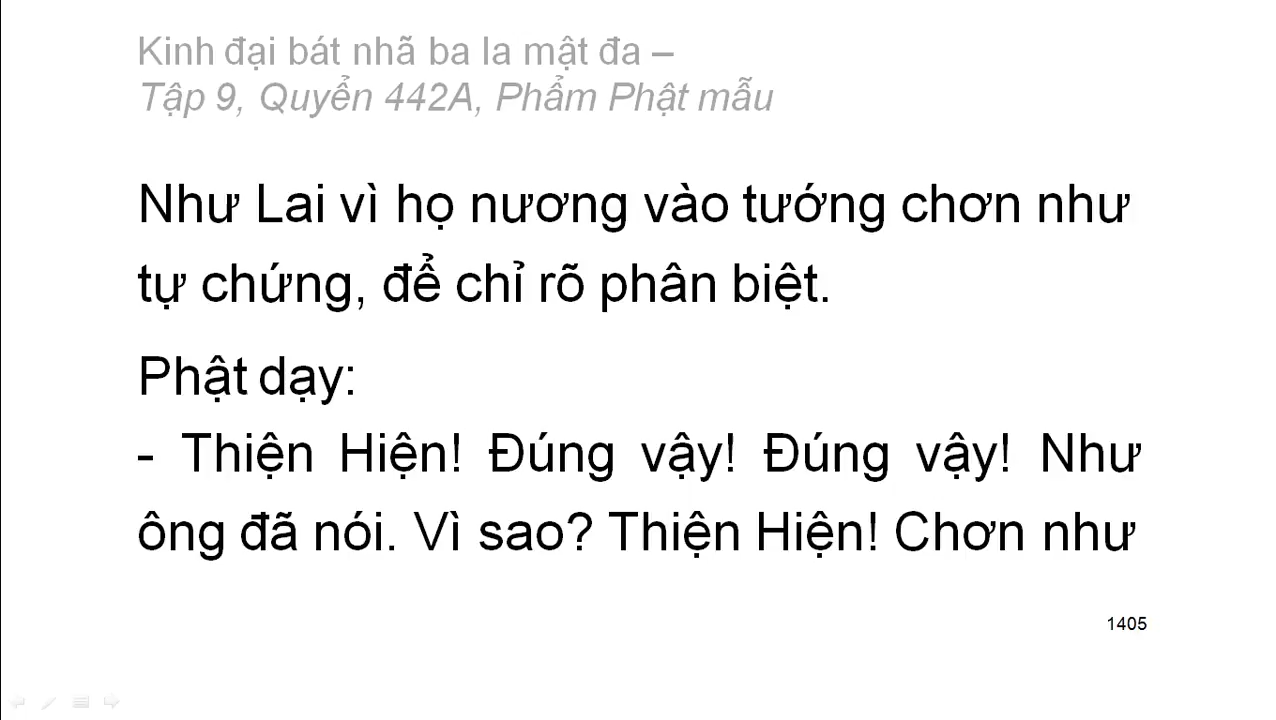 Kinh đại bát nhã ba la mật đa –
Tập 9, Quyển 442A, Phẩm Phật mẫu
Như Lai vì họ nương vào tướng chơn như
tự chứng, để chỉ rõ phân biệt.
Phật dạy:
- Thiện Hiện! Đúng vậy! Đúng vậy! Như
ông đã nói. Vì sao? Thiện Hiện! Chơn như
1405